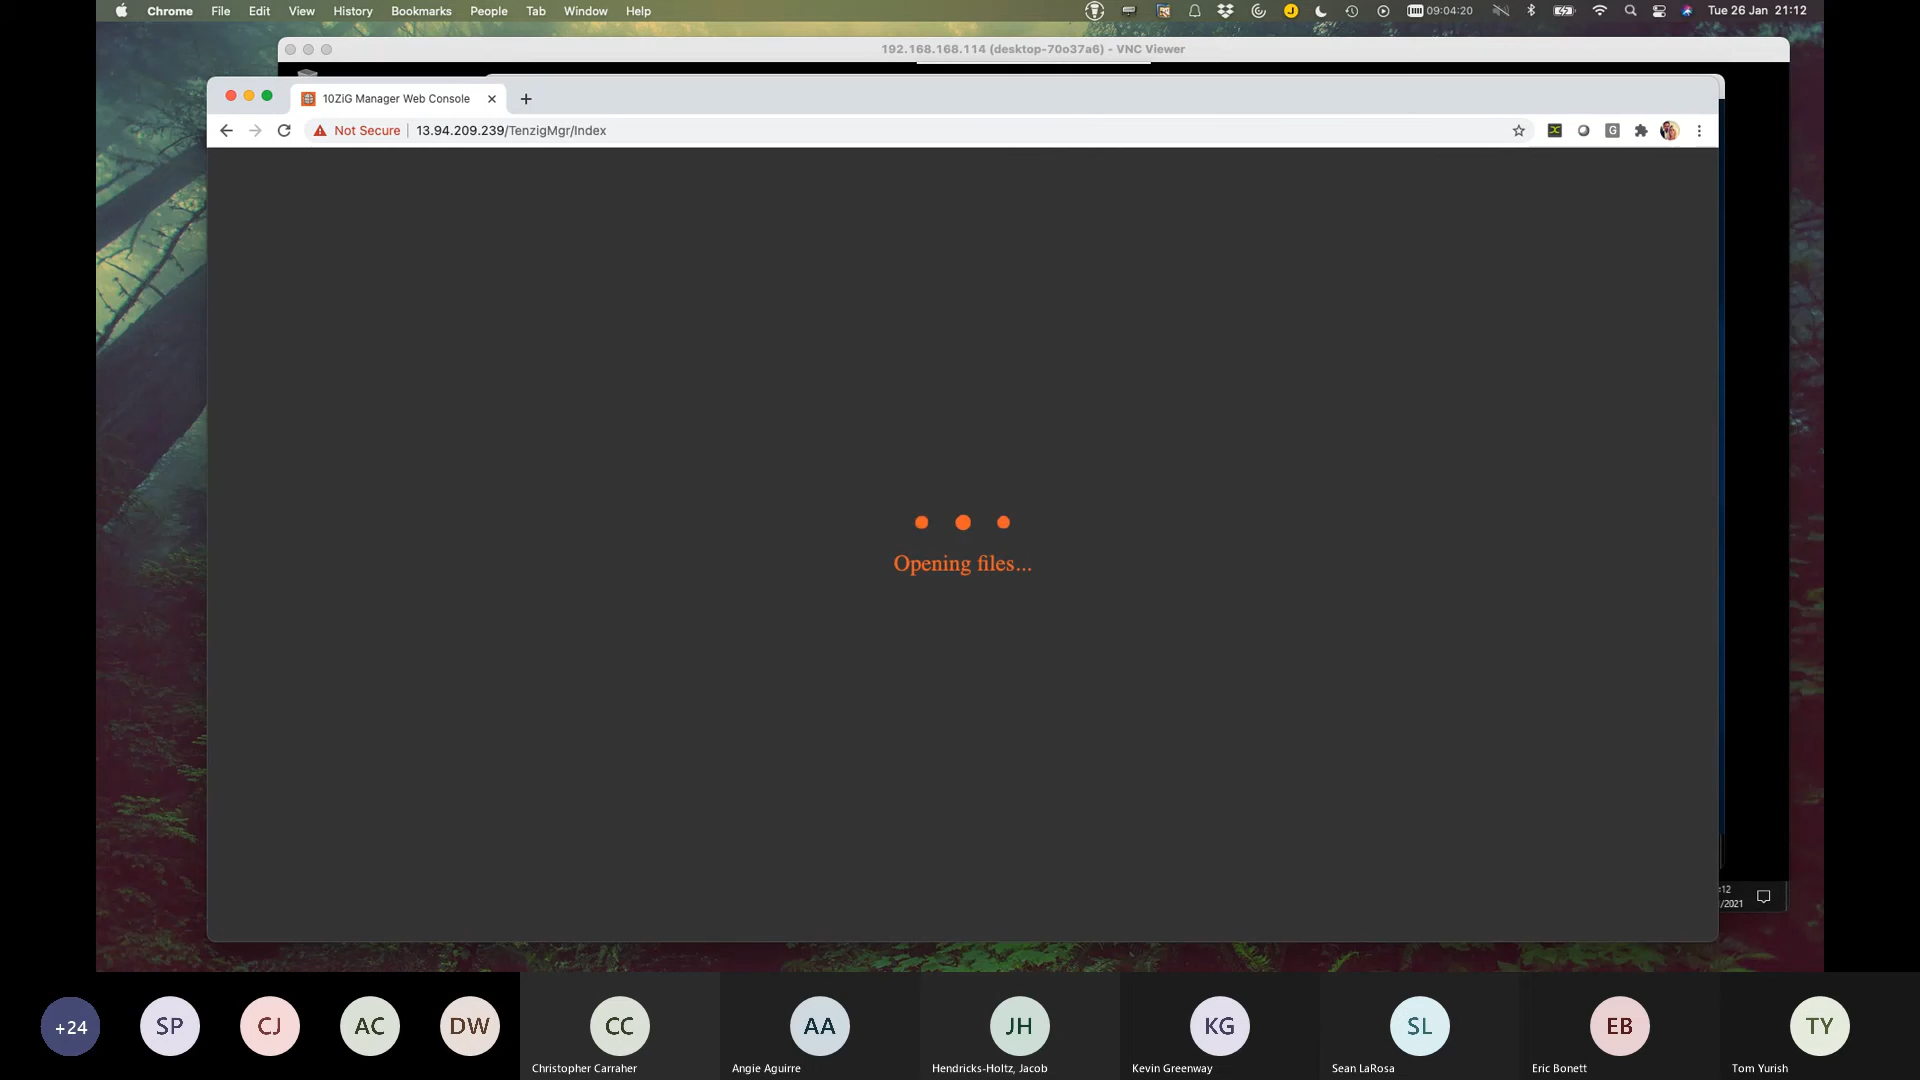 Chrome File Edit View History Bookmarks People Tab Window Help
09:04:20 Tue 26 Jan 21:12
192.168.168.114 (desktop-70o37a6) - VNC Viewer
10ZiG Manager Web Console
Not Secure 13.94.209.239/TenzigMgr/Index
J
G
Opening files...
:12
/2021
+24 SP CJ AC DW CC AA JH KG SL EB TY
Christopher Carraher Angie Aguirre Hendricks-Holtz, Jacob Kevin Greenway Sean LaRosa Eric Bonett Tom Yurish